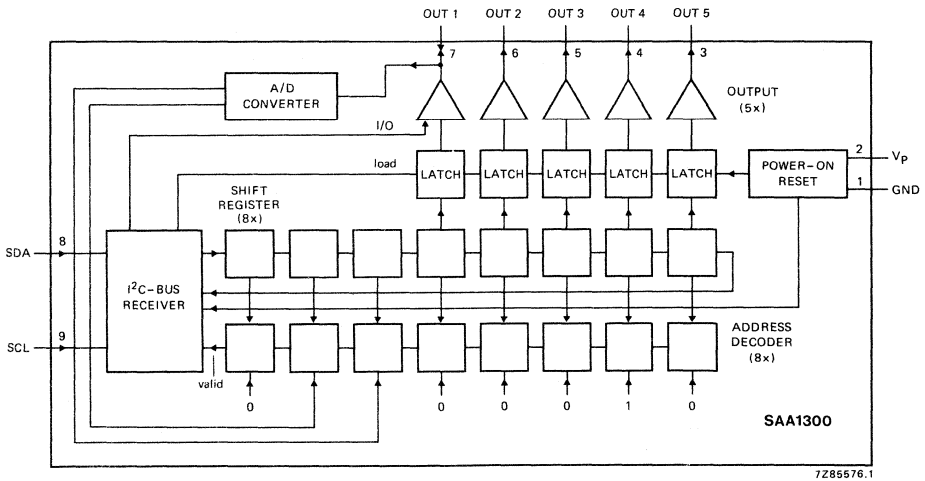 OUT 1 OUT 2 OUT 3 OUT 4 OUT 5
7 6 5 4 3
A/D
CONVERTER
OUTPUT
(5x)
I/O
load
LATCH LATCH LATCH LATCH LATCH
POWER-ON
RESET
2 VP
1 GND
SHIFT
REGISTER
(8x)
SDA 8
I²C-BUS
RECEIVER
SCL 9
ADDRESS
DECODER
(8x)
valid
0 0 0 0 1 0
SAA1300
7Z85576.1